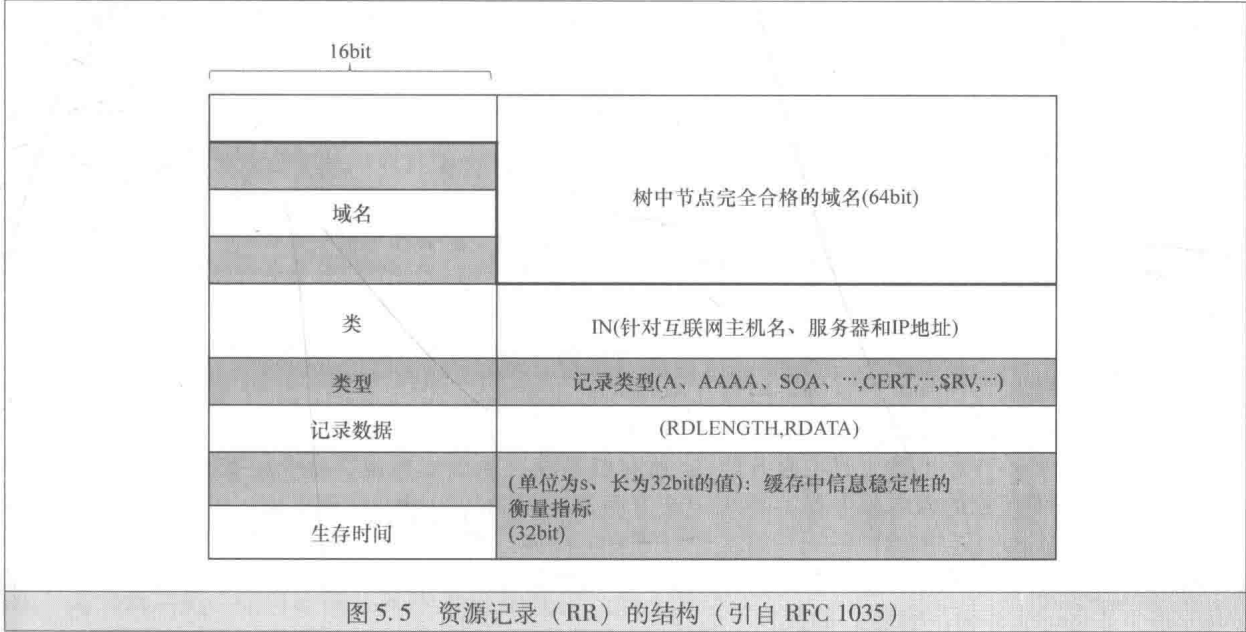 16bit
树中节点完全合格的域名(64bit)
域名
类
IN(针对互联网主机名、服务器和IP地址)
类型
记录类型(A、AAAA、SOA、…,CERT,…,$RV,…)
记录数据
(RDLENGTH,RDATA)
(单位为s、长为32bit的值)：缓存中信息稳定性的
衡量指标
(32bit)
生存时间
图 5.5 资源记录（RR）的结构（引自 RFC 1035）